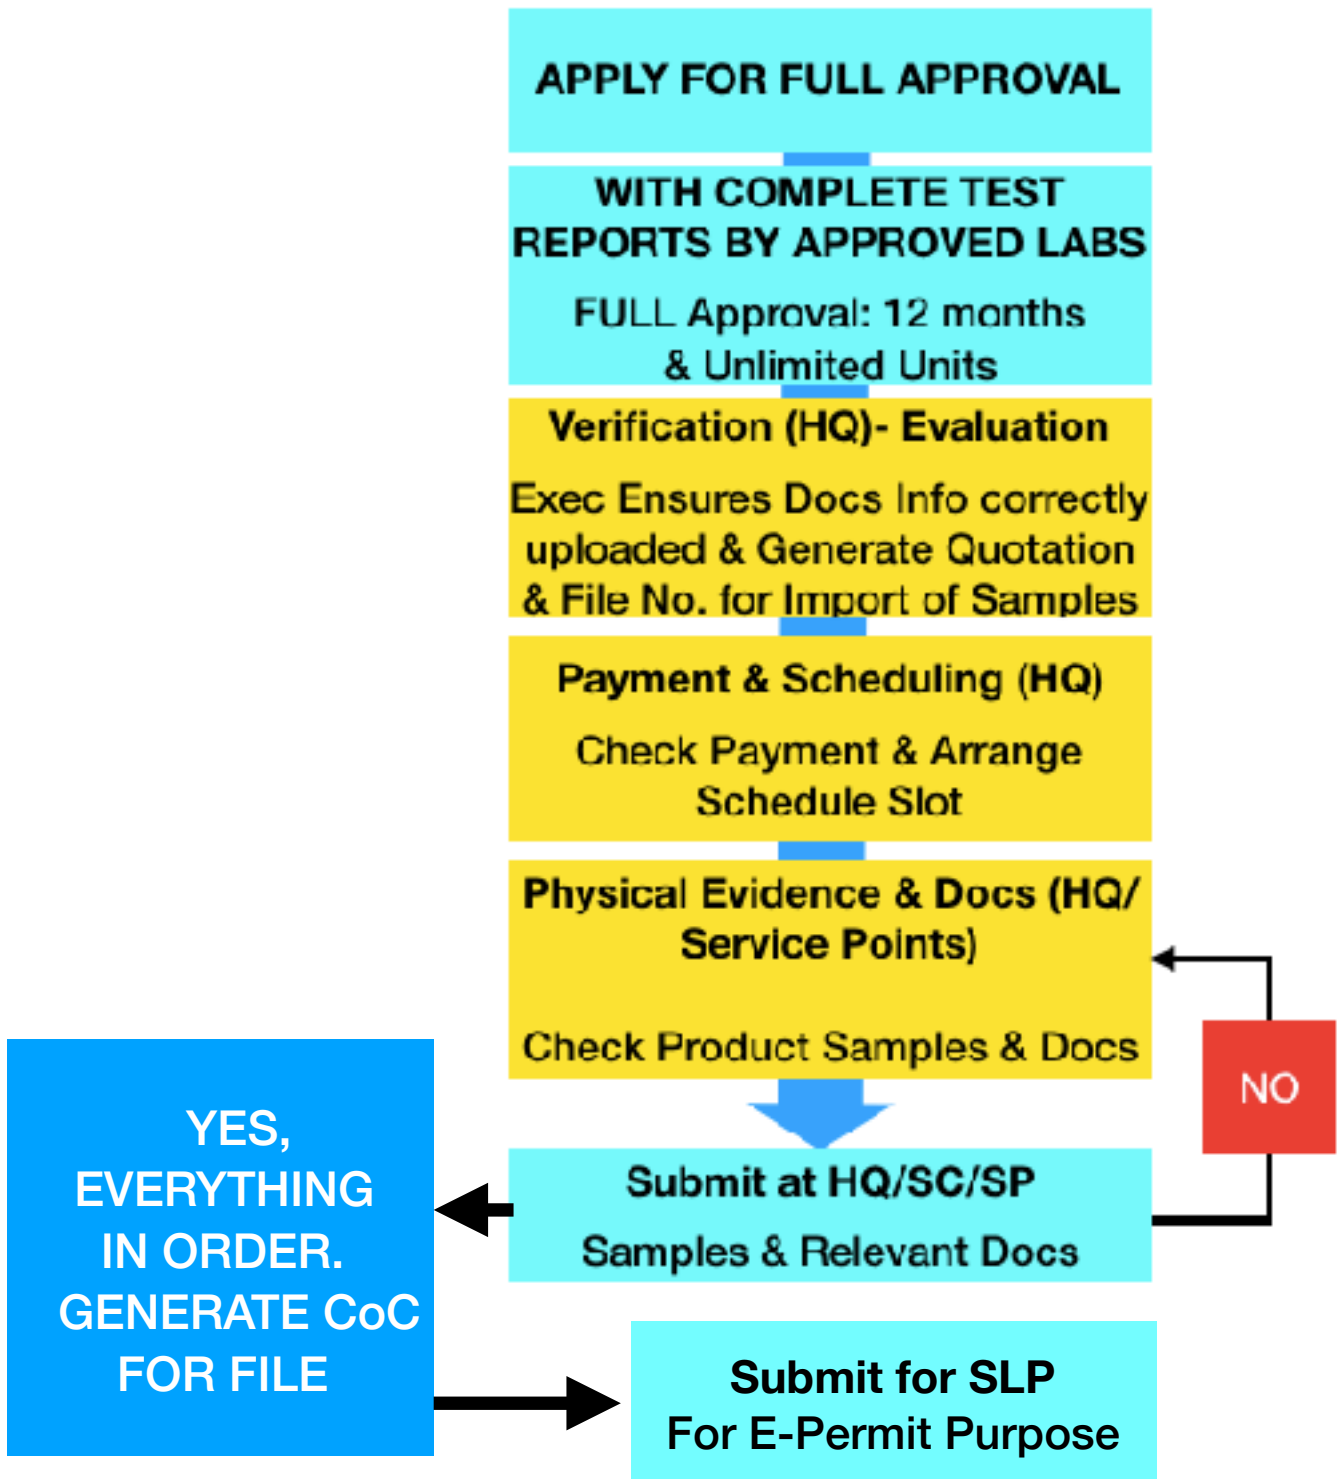 APPLY FOR FULL APPROVAL
WITH COMPLETE TEST
REPORTS BY APPROVED LABS
FULL Approval: 12 months
& Unlimited Units
Verification (HQ)- Evaluation
Exec Ensures Docs Info correctly
uploaded & Generate Quotation
& File No. for Import of Samples
Payment & Scheduling (HQ)
Check Payment & Arrange
Schedule Slot
Physical Evidence & Docs (HQ/
Service Points)
Check Product Samples & Docs
NO
Submit at HQ/SC/SP
Samples & Relevant Docs
YES,
EVERYTHING
IN ORDER.
GENERATE CoC
FOR FILE
Submit for SLP
For E-Permit Purpose